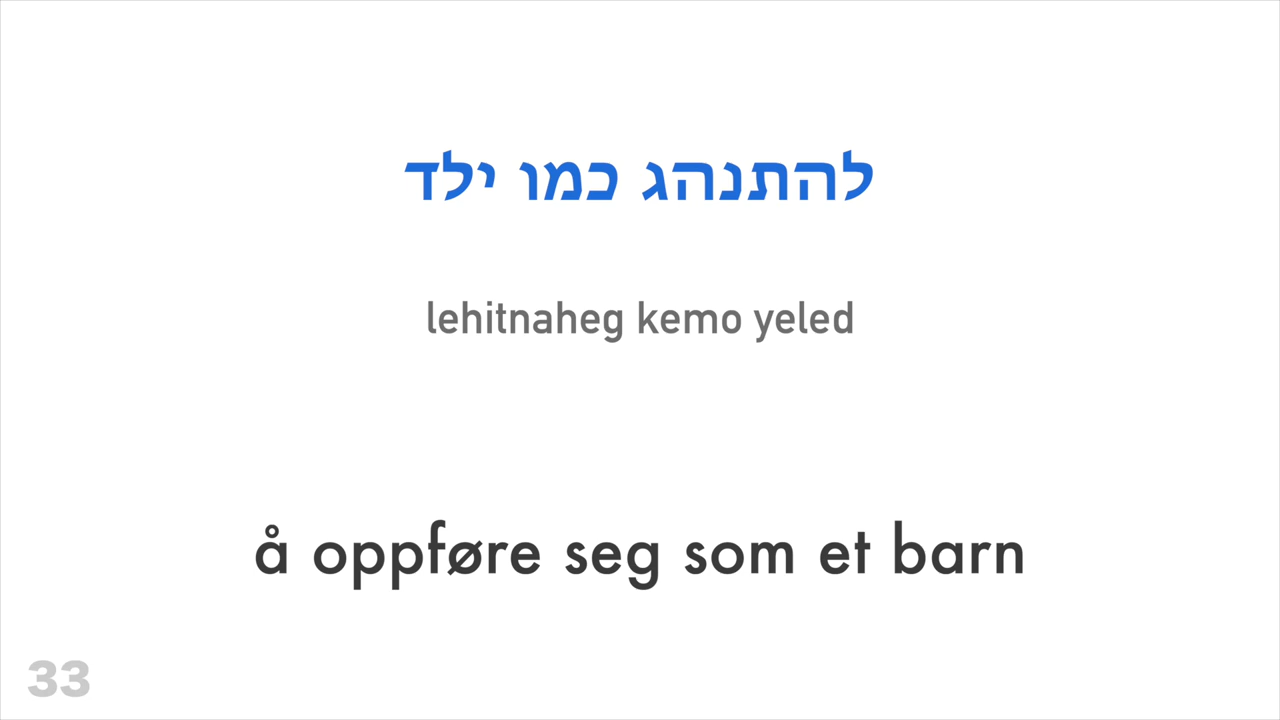 להתנהג כמו ילד
lehitnaheg kemo yeled
å oppføre seg som et barn
33